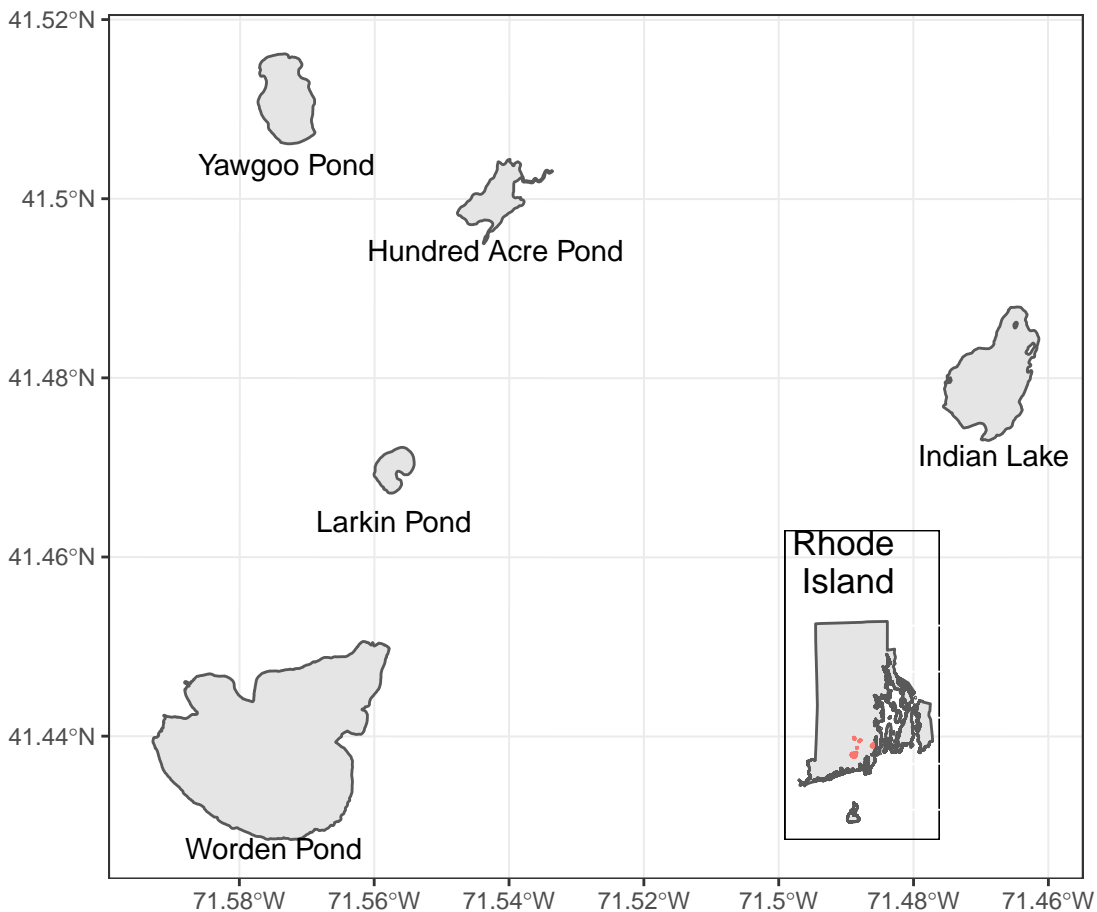 41.52°N
Yawgoo Pond
41.5°N
Hundred Acre Pond
41.48°N
Indian Lake
Larkin Pond
41.46°N
Rhode
Island
41.44°N
Worden Pond
71.58°W 71.56°W 71.54°W 71.52°W 71.5°W 71.48°W 71.46°W